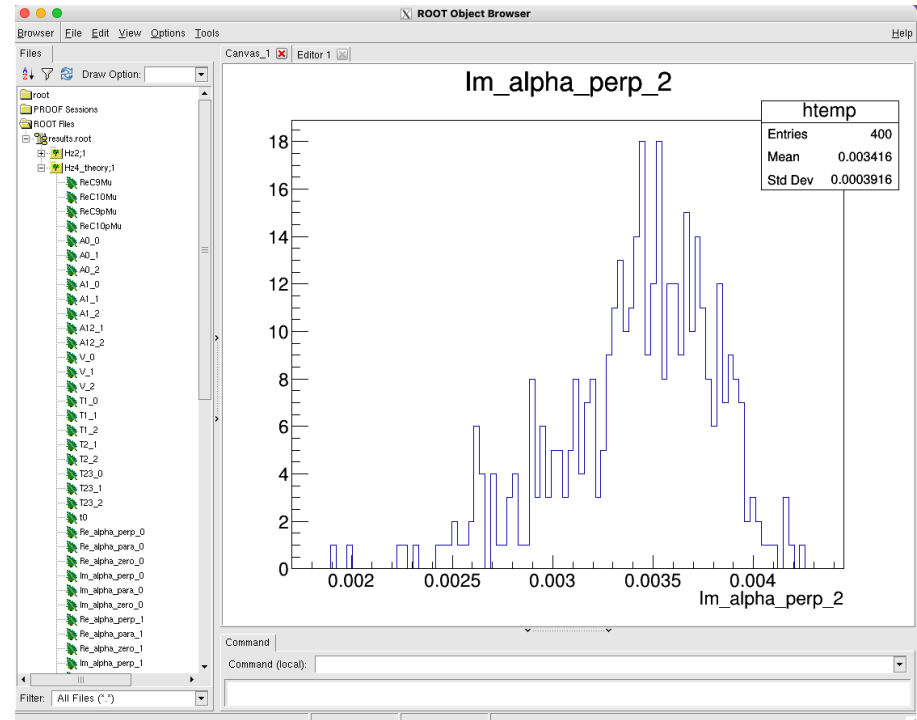 ROOT Object Browser
Browser File Edit View Options Tools Help
Files
Draw Option:
root
PROOF Sessions
ROOT Files
results.root
Hz2;1
Hz4_theory;1
ReC9Mu
ReC10Mu
ReC9pMu
ReC10pMu
A0_0
A0_1
A0_2
A1_0
A1_1
A1_2
A12_1
A12_2
V_0
V_1
V_2
T1_0
T1_1
T1_2
T2_1
T2_2
T23_0
T23_1
T23_2
t0
Re_alpha_perp_0
Re_alpha_para_0
Re_alpha_zero_0
Im_alpha_perp_0
Im_alpha_para_0
Im_alpha_zero_0
Re_alpha_perp_1
Re_alpha_para_1
Re_alpha_zero_1
Im_alpha_perp_1
Filter: All Files (*.*)
Canvas_1 Editor 1
Im_alpha_perp_2
htemp
Entries 400
Mean 0.003416
Std Dev 0.0003916
18
16
14
12
10
8
6
4
2
0
0.002 0.0025 0.003 0.0035 0.004
Im_alpha_perp_2
Command
Command (local):